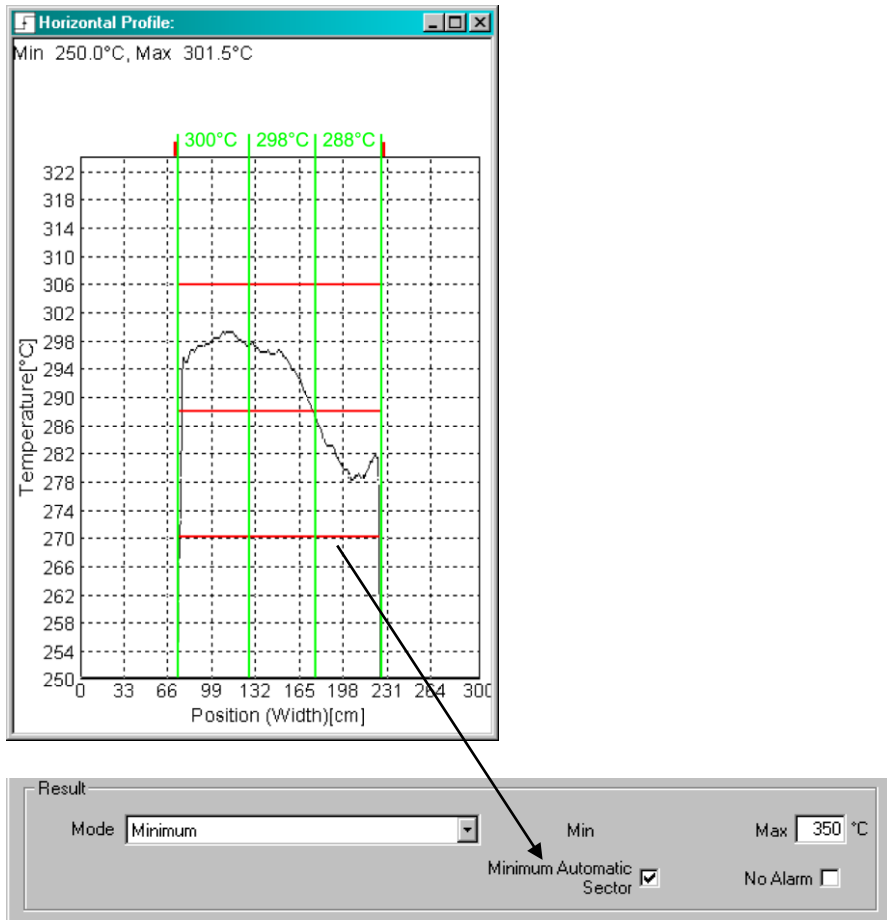 Horizontal Profile:
Min 250.0°C, Max 301.5°C
300°C 298°C 288°C
322
318
314
310
306
302
298
294
290
286
282
278
274
270
266
262
258
254
250
Temperature[°C]
0 33 66 99 132 165 198 231 264 300
Position (Width)[cm]
Result
Mode Minimum Min Max 350 °C
Minimum Automatic
Sector No Alarm